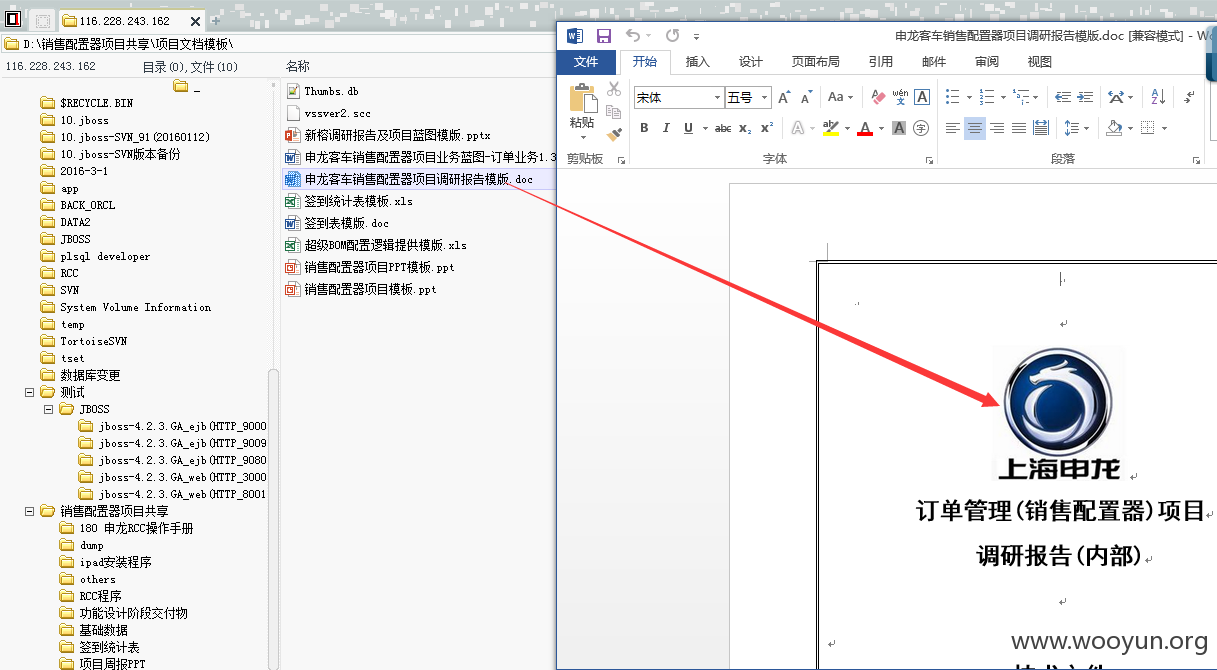 116.228.243.162
D:\销售配置器项目共享\项目文档模板\
116.228.243.162 目录(0),文件(10) 名称
_
$RECYCLE.BIN
10.jboss
10.jboss-SVN_91(20160112)
10.jboss-SVN版本备份
2016-3-1
app
BACK_ORCL
DATA2
JBOSS
plsql developer
RCC
SVN
System Volume Information
temp
TortoiseSVN
tset
数据库变更
测试
JBOSS
jboss-4.2.3.GA_ejb(HTTP_9000
jboss-4.2.3.GA_ejb(HTTP_9009
jboss-4.2.3.GA_ejb(HTTP_9080
jboss-4.2.3.GA_web(HTTP_3000
jboss-4.2.3.GA_web(HTTP_8001
销售配置器项目共享
180 申龙RCC操作手册
dump
ipad安装程序
others
RCC程序
功能设计阶段交付物
基础数据
签到统计表
项目周报PPT
Thumbs.db
vssver2.scc
新榕调研报告及项目蓝图模版.pptx
申龙客车销售配置器项目业务蓝图-订单业务1.3
申龙客车销售配置器项目调研报告模版.doc
签到统计表模板.xls
签到表模版.doc
超级BOM配置逻辑提供模版.xls
销售配置器项目PPT模板.ppt
销售配置器项目模板.ppt
申龙客车销售配置器项目调研报告模版.doc [兼容模式] - Wo
文件 开始 插入 设计 页面布局 引用 邮件 审阅 视图
粘贴
宋体 五号
剪贴板 字体 段落
上海申龙
订单管理(销售配置器)项目
调研报告(内部)
www.wooyun.org